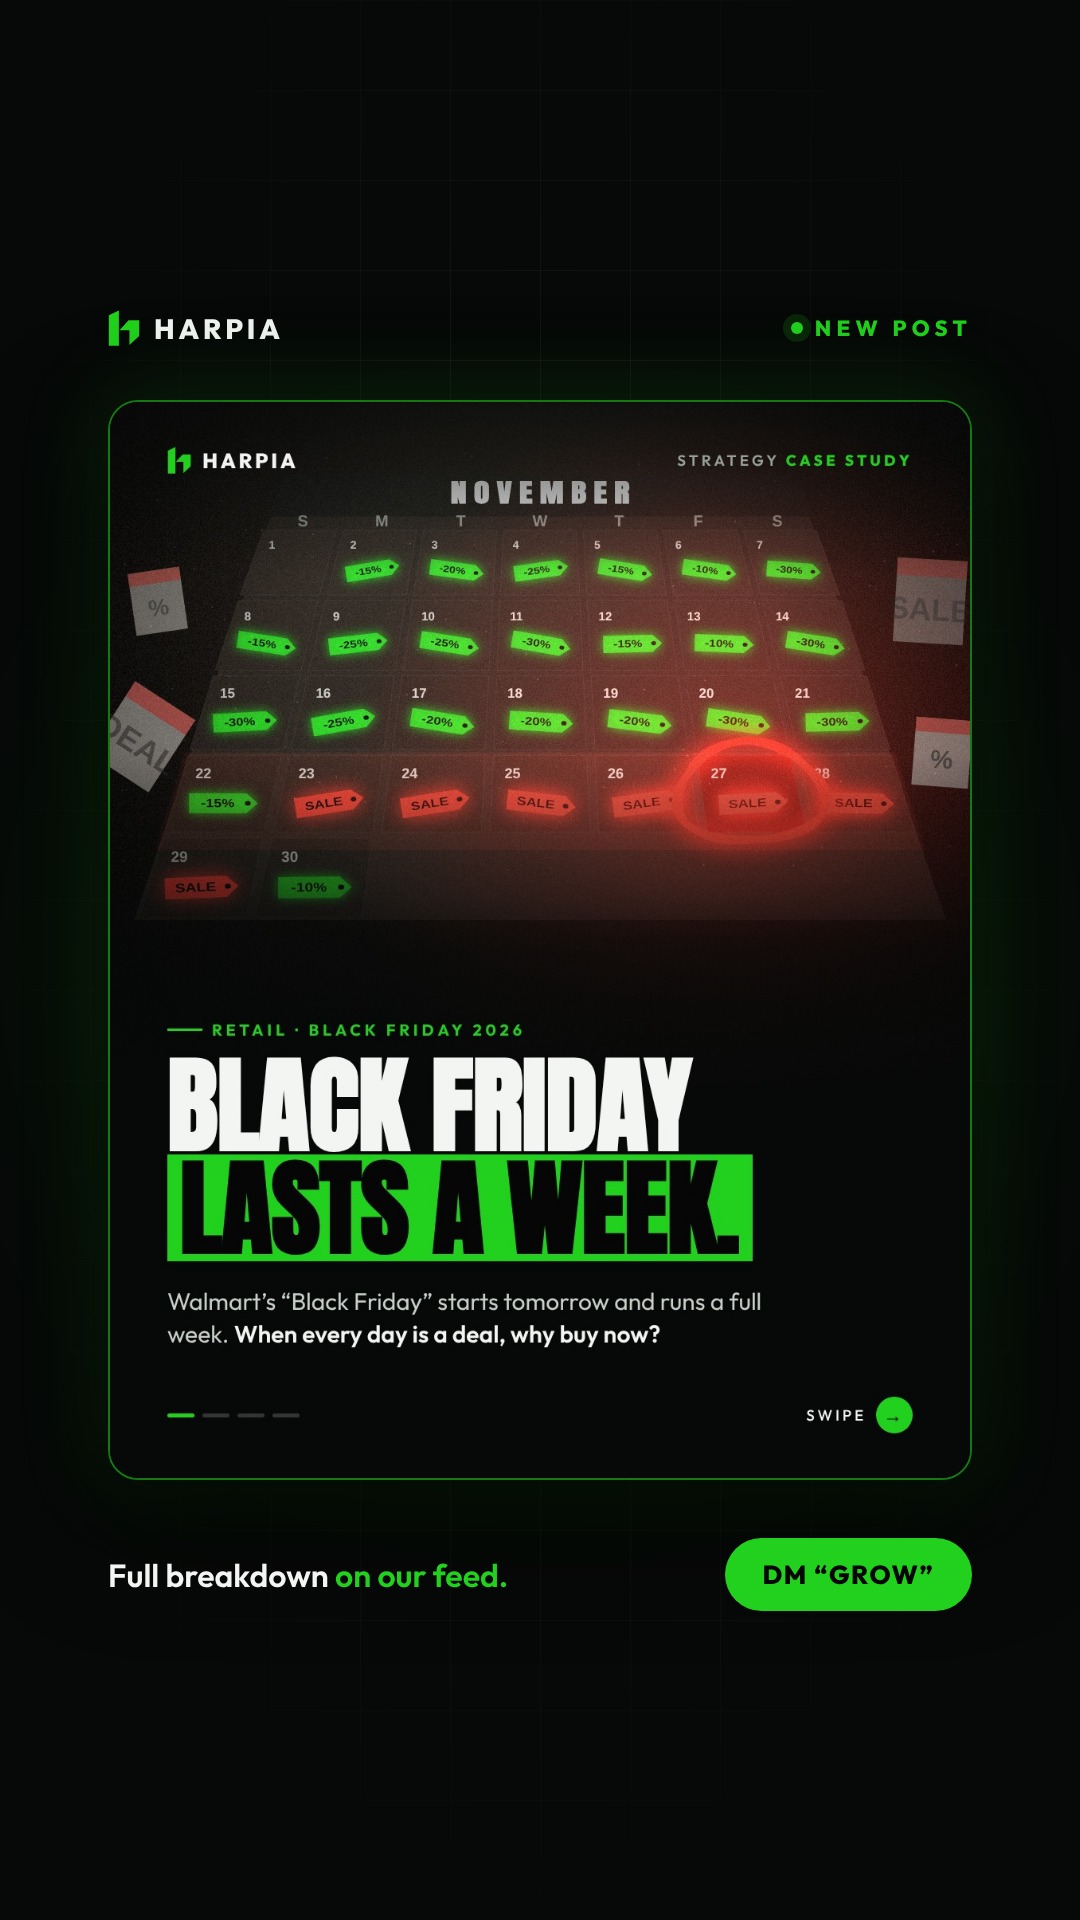 HARPIA
NEW POST
HARPIA
STRATEGY CASE STUDY
NOVEMBER
S M T W T F S
1 2 3 4 5 6 7
-15% -20% -25% -15% -10% -30%
8 9 10 11 12 13 14
-15% -25% -25% -30% -15% -10% -30%
15 16 17 18 19 20 21
-30% -25% -20% -20% -20% -30% -30%
22 23 24 25 26 27 28
-15% SALE SALE SALE SALE SALE SALE
29 30
SALE -10%
%
DEAL
SALE
%
RETAIL · BLACK FRIDAY 2026
BLACK FRIDAY
LASTS A WEEK.
Walmart’s “Black Friday” starts tomorrow and runs a full
week. When every day is a deal, why buy now?
SWIPE →
Full breakdown on our feed.
DM “GROW”